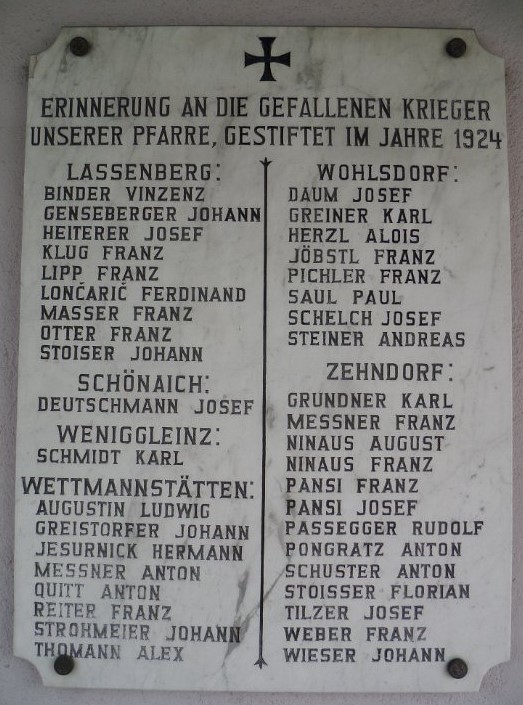 ERINNERUNG AN DIE GEFALLENEN KRIEGER
UNSERER PFARRE, GESTIFTET IM JAHRE 1924
LASSENBERG:
BINDER VINZENZ
GENSEBERGER JOHANN
HEITERER JOSEF
KLUG FRANZ
LIPP FRANZ
LONČARIČ FERDINAND
MASSER FRANZ
OTTER FRANZ
STOISER JOHANN
SCHÖNAICH:
DEUTSCHMANN JOSEF
WENIGGLEINZ:
SCHMIDT KARL
WETTMANNSTÄTTEN:
AUGUSTIN LUDWIG
GREISTORFER JOHANN
JESURNICK HERMANN
MESSNER ANTON
QUITT ANTON
REITER FRANZ
STROHMEIER JOHANN
THOMANN ALEX
WOHLSDORF:
DAUM JOSEF
GREINER KARL
HERZL ALOIS
JÖBSTL FRANZ
PICHLER FRANZ
SAUL PAUL
SCHELCH JOSEF
STEINER ANDREAS
ZEHNDORF:
GRUNDNER KARL
MESSNER FRANZ
NINAUS AUGUST
NINAUS FRANZ
PANSI FRANZ
PANSI JOSEF
PASSEGGER RUDOLF
PONGRATZ ANTON
SCHUSTER ANTON
STOISSER FLORIAN
TILZER JOSEF
WEBER FRANZ
WIESER JOHANN